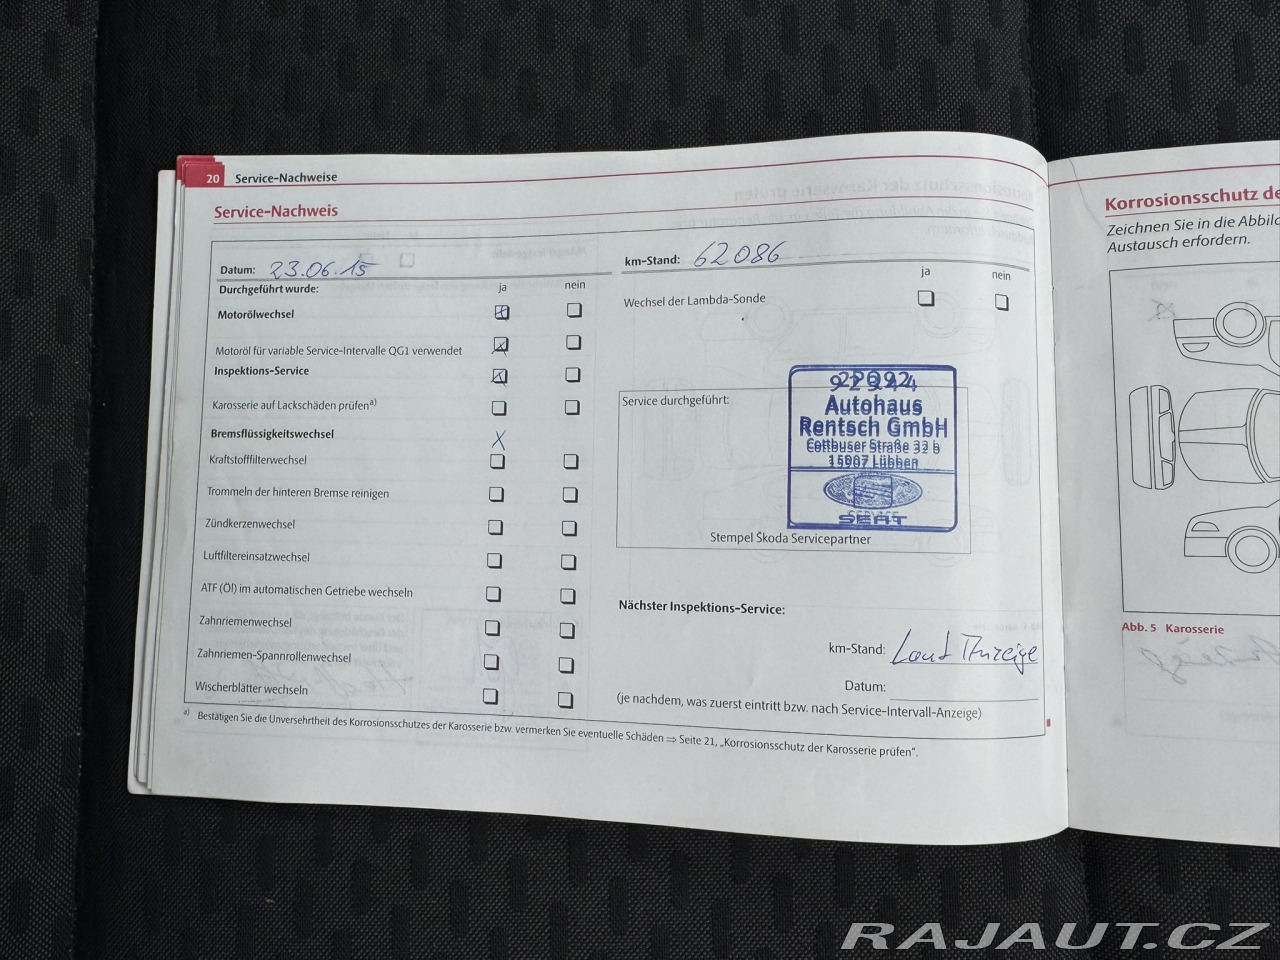 20 Service-Nachweise
Service-Nachweis
Datum: 23.06.15
km-Stand: 62086
Durchgeführt wurde: ja nein
Motorölwechsel
Motoröl für variable Service-Intervalle QG1 verwendet
Inspektions-Service
Karosserie auf Lackschäden prüfen a)
Bremsflüssigkeitswechsel X
Kraftstofffilterwechsel
Trommeln der hinteren Bremse reinigen
Zündkerzenwechsel
Luftfiltereinsatzwechsel
ATF (Öl) im automatischen Getriebe wechseln
Zahnriemenwechsel
Zahnriemen-Spannrollenwechsel
Wischerblätter wechseln
ja nein
Wechsel der Lambda-Sonde
Service durchgeführt:
Autohaus
Rentsch GmbH
Cottbuser Straße 32 b
15907 Lübben
SERVICE
SEAT
Stempel Škoda Servicepartner
Nächster Inspektions-Service:
km-Stand: Laut Anzeige
Datum:
(je nachdem, was zuerst eintritt bzw. nach Service-Intervall-Anzeige)
a) Bestätigen Sie die Unversehrtheit des Korrosionsschutzes der Karosserie bzw. vermerken Sie eventuelle Schäden ⇒ Seite 21, „Korrosionsschutz der Karosserie prüfen“.
Korrosionsschutz de
Zeichnen Sie in die Abbild
Austausch erfordern.
Abb. 5 Karosserie
RAJAUT.CZ